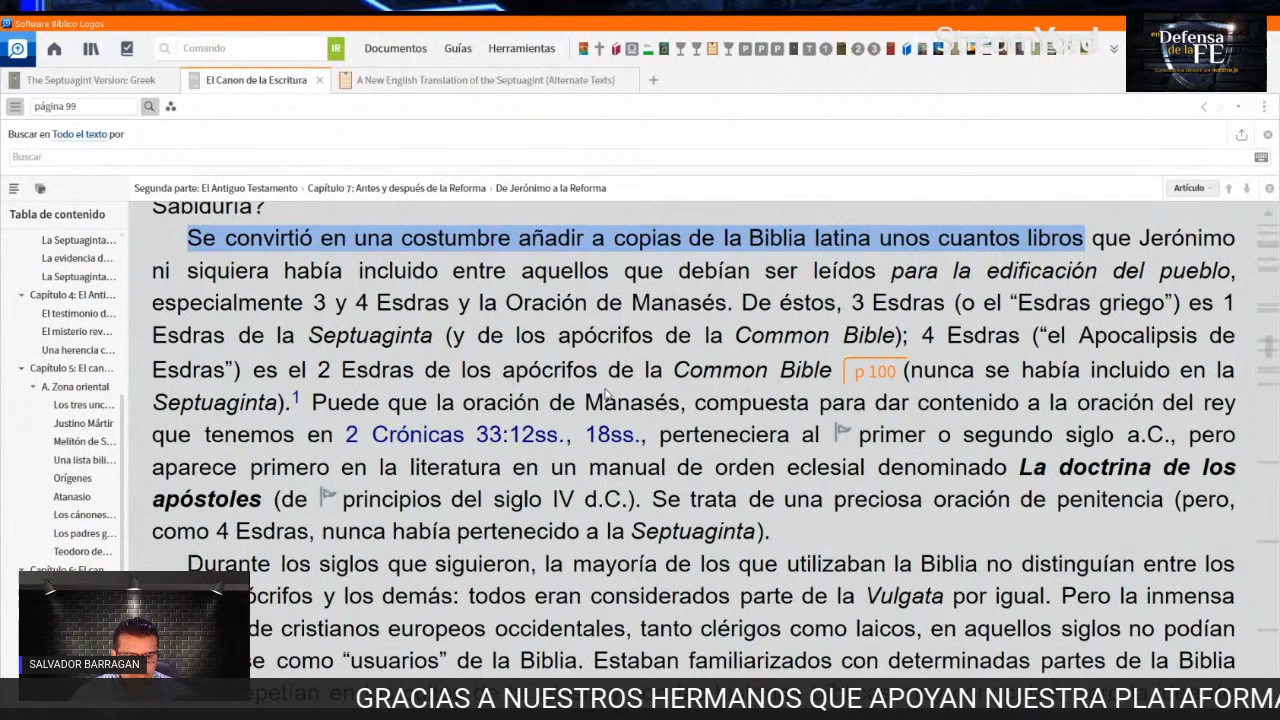 Software Bíblico Logos
Comando
IR
Documentos
Guías
Herramientas
en Defensa
de la FE
The Septuagint Version: Greek
El Canon de la Escritura
A New English Translation of the Septuagint (Alternate Texts)
página 99
Buscar en Todo el texto por
Buscar
Segunda parte: El Antiguo Testamento › Capítulo 7: Antes y después de la Reforma › De Jerónimo a la Reforma
Artículo
Tabla de contenido
La Septuaginta...
La evidencia d...
La Septuaginta...
Capítulo 4: El Anti...
El testimonio d...
El misterio rev...
Una herencia c...
Capítulo 5: El can...
A. Zona oriental
Los tres unc...
Justino Mártir
Melitón de S...
Una lista bili...
Orígenes
Atanasio
Los cánones...
Los padres g...
Teodoro de...
Capítulo 6: El can...
Sabiduría?
Se convirtió en una costumbre añadir a copias de la Biblia latina unos cuantos libros que Jerónimo
ni siquiera había incluido entre aquellos que debían ser leídos para la edificación del pueblo,
especialmente 3 y 4 Esdras y la Oración de Manasés. De éstos, 3 Esdras (o el “Esdras griego”) es 1
Esdras de la Septuaginta (y de los apócrifos de la Common Bible); 4 Esdras (“el Apocalipsis de
Esdras”) es el 2 Esdras de los apócrifos de la Common Bible p 100 (nunca se había incluido en la
Septuaginta).1 Puede que la oración de Manasés, compuesta para dar contenido a la oración del rey
que tenemos en 2 Crónicas 33:12ss., 18ss., perteneciera al primer o segundo siglo a.C., pero
aparece primero en la literatura en un manual de orden eclesial denominado La doctrina de los
apóstoles (de principios del siglo IV d.C.). Se trata de una preciosa oración de penitencia (pero,
como 4 Esdras, nunca había pertenecido a la Septuaginta).
Durante los siglos que siguieron, la mayoría de los que utilizaban la Biblia no distinguían entre los
ócrifos y los demás: todos eran considerados parte de la Vulgata por igual. Pero la inmensa
de cristianos europeos occidentales, tanto clérigos como laicos, en aquellos siglos no podían
se como “usuarios” de la Biblia. Estaban familiarizados con determinadas partes de la Biblia
SALVADOR BARRAGAN
GRACIAS A NUESTROS HERMANOS QUE APOYAN NUESTRA PLATAFORMA